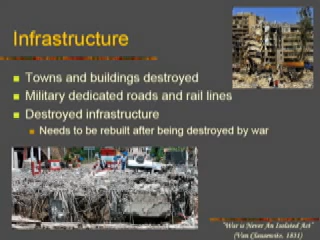 Infrastructure
Towns and buildings destroyed
Military dedicated roads and rail lines
Destroyed infrastructure
Needs to be rebuilt after being destroyed by war
"War is Never An Isolated Act"
(Van Clausewitz, 1831)